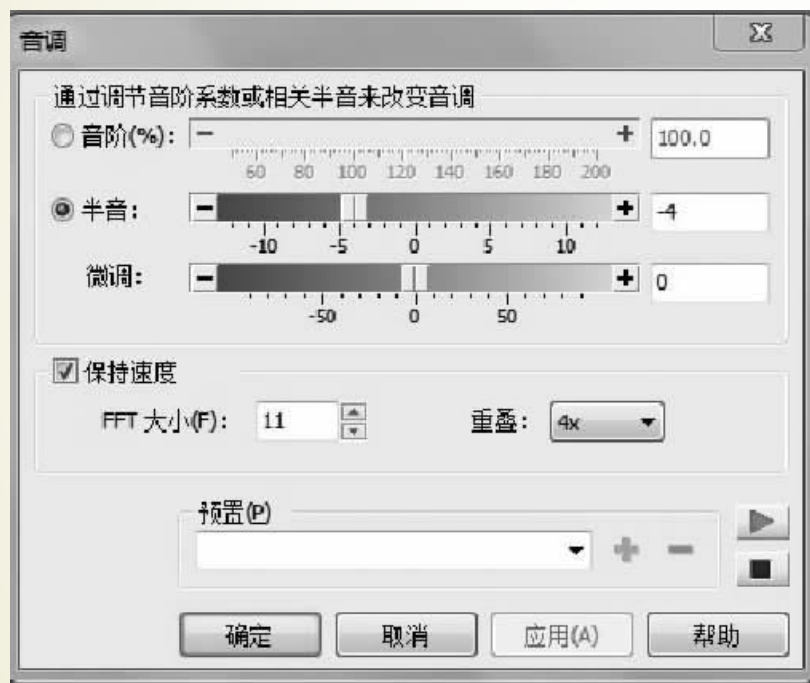 音调
通过调节音阶系数或相关半音来改变音调
音阶(%): - + 100.0
60 80 100 120 140 160 180 200
半音: - + -4
-10 -5 0 5 10
微调: - + 0
-50 0 50
保持速度
FFT 大小(F): 11 重叠: 4x
预置(P)
确定 取消 应用(A) 帮助